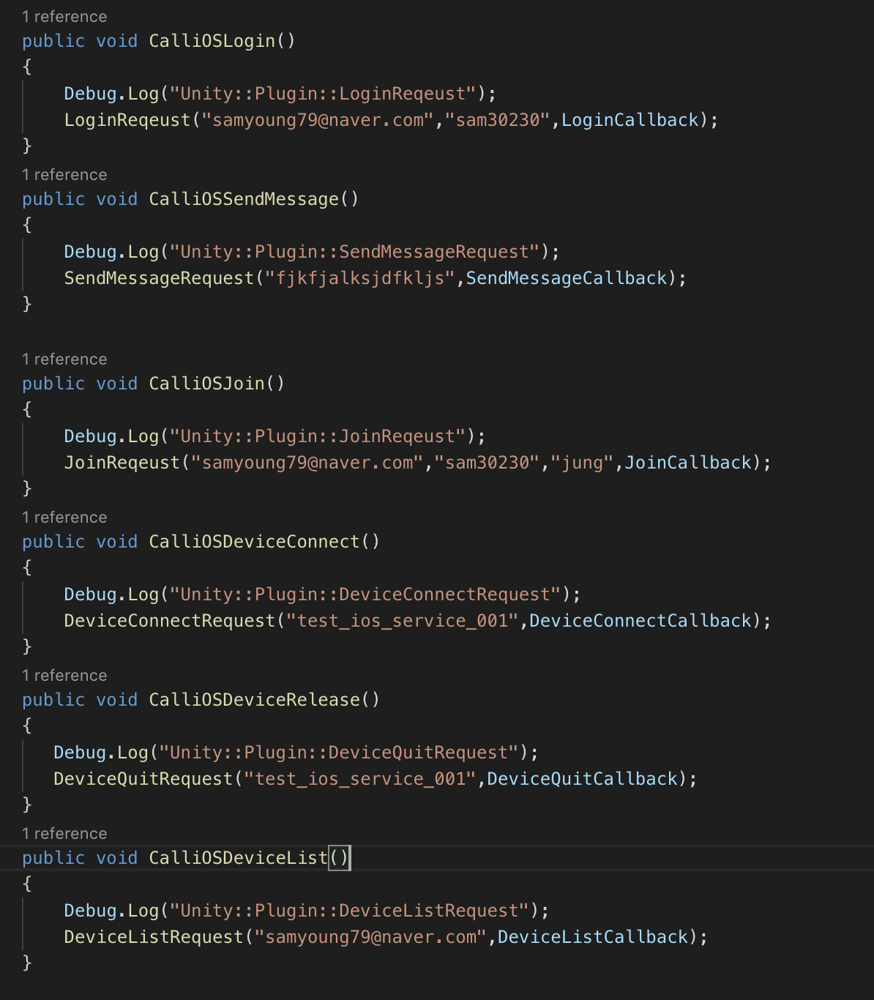 1 reference
public void CalliOSLogin()
{
Debug.Log("Unity::Plugin::LoginReqeust");
LoginReqeust("samyoung79@naver.com","sam30230",LoginCallback);
}
1 reference
public void CalliOSSendMessage()
{
Debug.Log("Unity::Plugin::SendMessageRequest");
SendMessageRequest("fjkfjalksjdfkljs",SendMessageCallback);
}
1 reference
public void CalliOSJoin()
{
Debug.Log("Unity::Plugin::JoinReqeust");
JoinReqeust("samyoung79@naver.com","sam30230","jung",JoinCallback);
}
1 reference
public void CalliOSDeviceConnect()
{
Debug.Log("Unity::Plugin::DeviceConnectRequest");
DeviceConnectRequest("test_ios_service_001",DeviceConnectCallback);
}
1 reference
public void CalliOSDeviceRelease()
{
Debug.Log("Unity::Plugin::DeviceQuitRequest");
DeviceQuitRequest("test_ios_service_001",DeviceQuitCallback);
}
1 reference
public void CalliOSDeviceList()
{
Debug.Log("Unity::Plugin::DeviceListRequest");
DeviceListRequest("samyoung79@naver.com",DeviceListCallback);
}